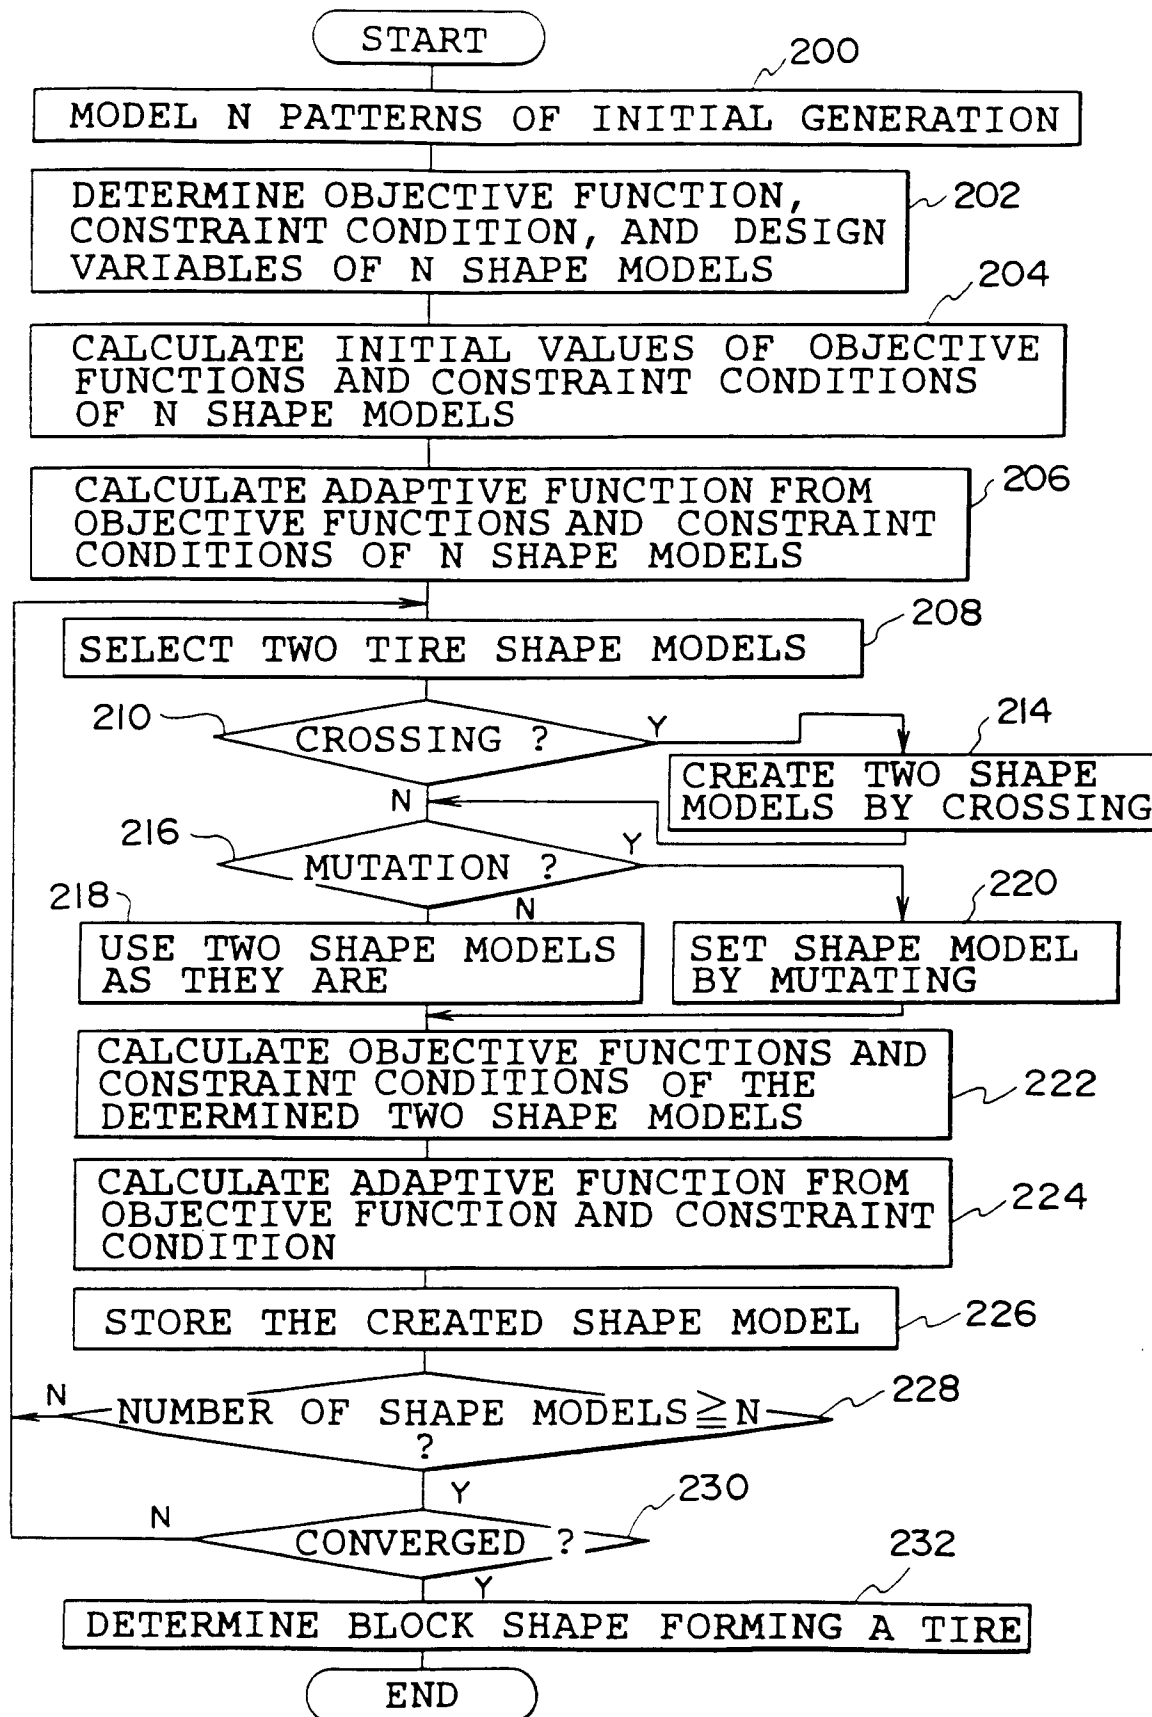 START
200
MODEL N PATTERNS OF INITIAL GENERATION
DETERMINE OBJECTIVE FUNCTION,
CONSTRAINT CONDITION, AND DESIGN
VARIABLES OF N SHAPE MODELS
202
204
CALCULATE INITIAL VALUES OF OBJECTIVE
FUNCTIONS AND CONSTRAINT CONDITIONS
OF N SHAPE MODELS
206
CALCULATE ADAPTIVE FUNCTION FROM
OBJECTIVE FUNCTIONS AND CONSTRAINT
CONDITIONS OF N SHAPE MODELS
208
SELECT TWO TIRE SHAPE MODELS
210
CROSSING ?
Y
214
CREATE TWO SHAPE
MODELS BY CROSSING
N
216
MUTATION ?
Y
218
N
220
USE TWO SHAPE MODELS
AS THEY ARE
SET SHAPE MODEL
BY MUTATING
CALCULATE OBJECTIVE FUNCTIONS AND
CONSTRAINT CONDITIONS OF THE
DETERMINED TWO SHAPE MODELS
222
CALCULATE ADAPTIVE FUNCTION FROM
OBJECTIVE FUNCTION AND CONSTRAINT
CONDITION
224
STORE THE CREATED SHAPE MODEL
226
N
NUMBER OF SHAPE MODELS ≧ N
?
228
Y
N
230
CONVERGED ?
Y
232
DETERMINE BLOCK SHAPE FORMING A TIRE
END